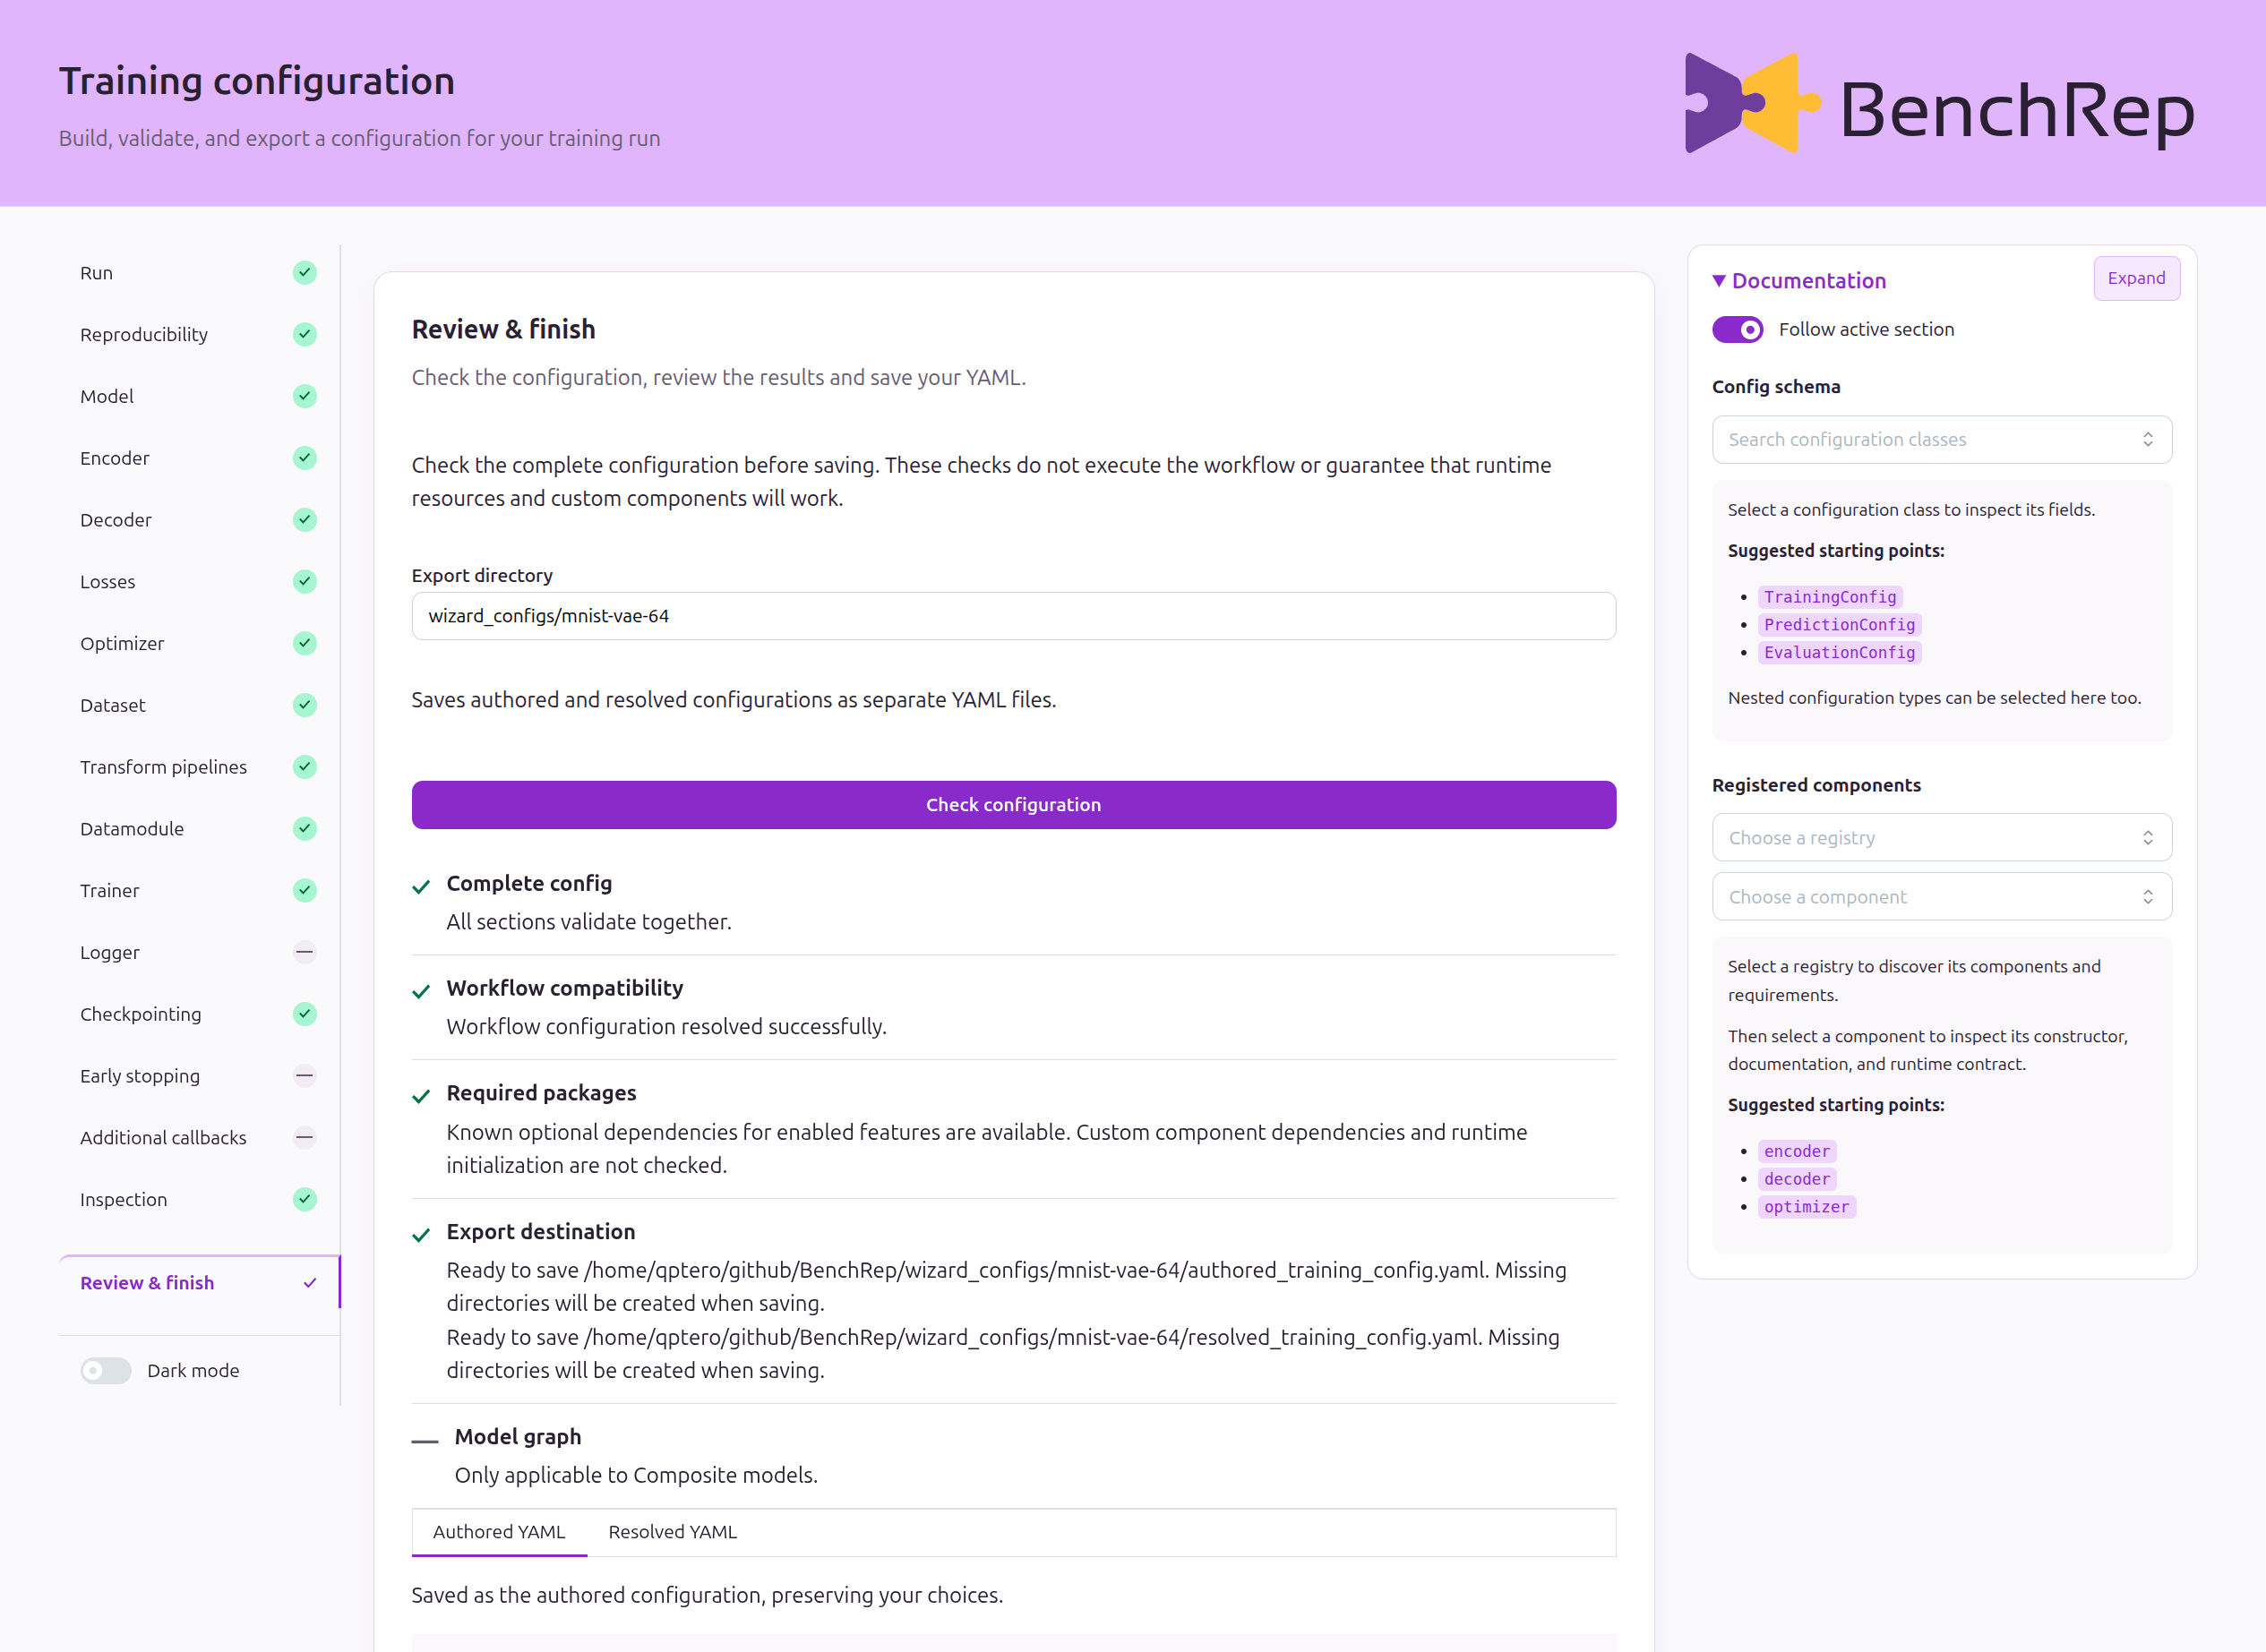 Training configuration
Build, validate, and export a configuration for your training run
BenchRep
Run
Reproducibility
Model
Encoder
Decoder
Losses
Optimizer
Dataset
Transform pipelines
Datamodule
Trainer
Logger
Checkpointing
Early stopping
Additional callbacks
Inspection
Review & finish
Dark mode
Review & finish
Check the configuration, review the results and save your YAML.
Check the complete configuration before saving. These checks do not execute the workflow or guarantee that runtime
resources and custom components will work.
Export directory
wizard_configs/mnist-vae-64
Saves authored and resolved configurations as separate YAML files.
Check configuration
Complete config
All sections validate together.
Workflow compatibility
Workflow configuration resolved successfully.
Required packages
Known optional dependencies for enabled features are available. Custom component dependencies and runtime
initialization are not checked.
Export destination
Ready to save /home/qptero/github/BenchRep/wizard_configs/mnist-vae-64/authored_training_config.yaml. Missing
directories will be created when saving.
Ready to save /home/qptero/github/BenchRep/wizard_configs/mnist-vae-64/resolved_training_config.yaml. Missing
directories will be created when saving.
Model graph
Only applicable to Composite models.
Authored YAML
Resolved YAML
Saved as the authored configuration, preserving your choices.
Documentation
Expand
Follow active section
Config schema
Search configuration classes
Select a configuration class to inspect its fields.
Suggested starting points:
TrainingConfig
PredictionConfig
EvaluationConfig
Nested configuration types can be selected here too.
Registered components
Choose a registry
Choose a component
Select a registry to discover its components and
requirements.
Then select a component to inspect its constructor,
documentation, and runtime contract.
Suggested starting points:
encoder
decoder
optimizer